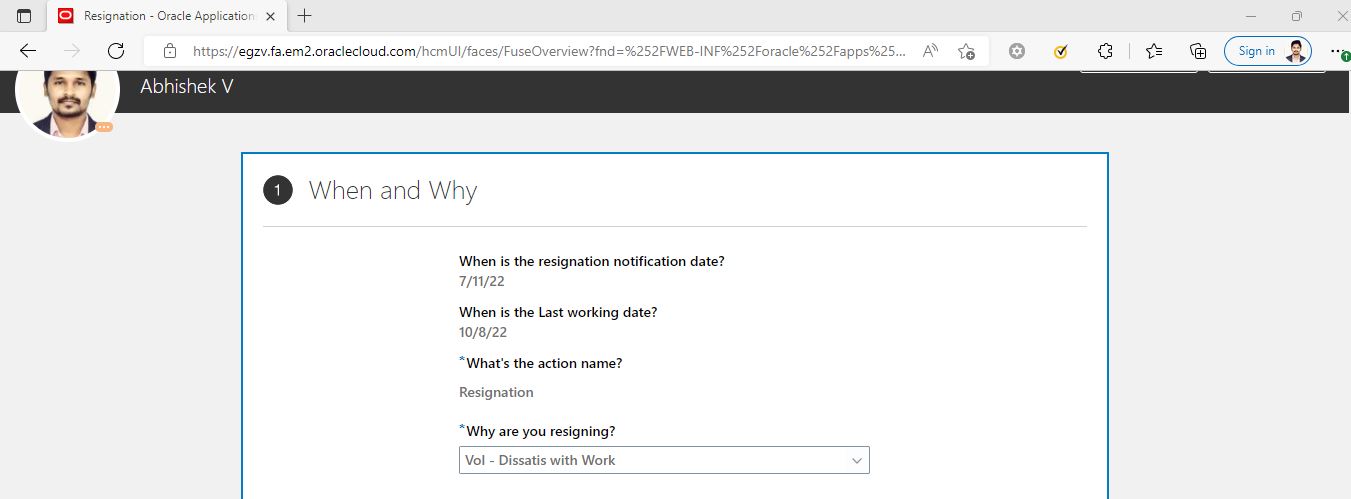 Resignation - Oracle Application
https://egzv.fa.em2.oraclecloud.com/hcmUI/faces/FuseOverview?fnd=%252FWEB-INF%252Foracle%252Fapps%25...
Sign in
Abhishek V
1 When and Why
When is the resignation notification date?
7/11/22
When is the Last working date?
10/8/22
*What's the action name?
Resignation
*Why are you resigning?
Vol - Dissatis with Work